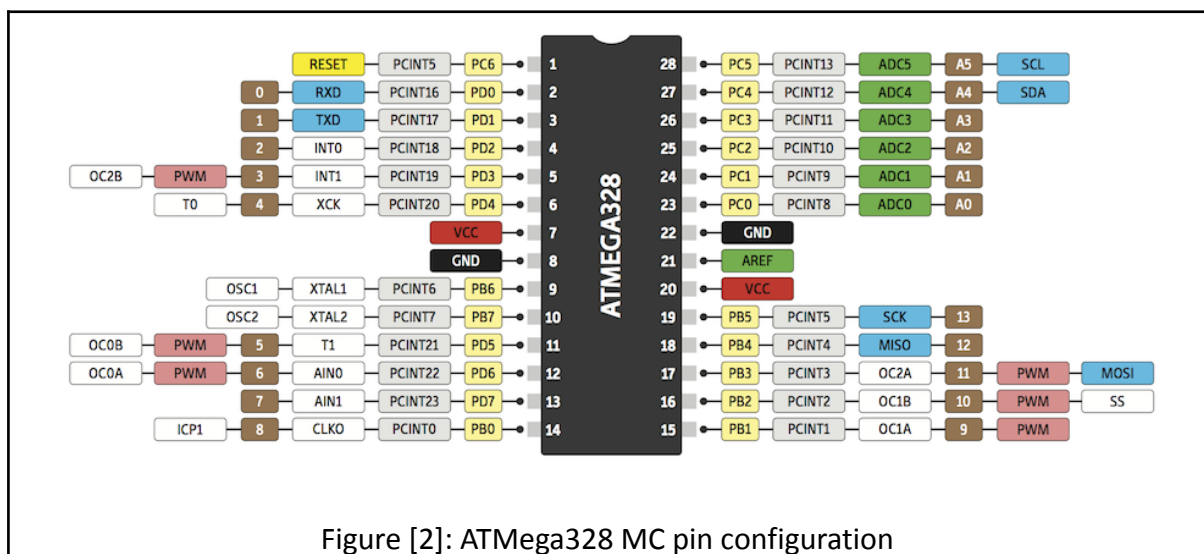 RESET PCINT5 PC6 1 28 PC5 PCINT13 ADC5 A5 SCL
0 RXD PCINT16 PD0 2 27 PC4 PCINT12 ADC4 A4 SDA
1 TXD PCINT17 PD1 3 26 PC3 PCINT11 ADC3 A3
2 INT0 PCINT18 PD2 4 25 PC2 PCINT10 ADC2 A2
OC2B PWM 3 INT1 PCINT19 PD3 5 24 PC1 PCINT9 ADC1 A1
T0 4 XCK PCINT20 PD4 6 23 PC0 PCINT8 ADC0 A0
VCC 7 22 GND
GND 8 21 AREF
OSC1 XTAL1 PCINT6 PB6 9 20 VCC
OSC2 XTAL2 PCINT7 PB7 10 19 PB5 PCINT5 SCK 13
OC0B PWM 5 T1 PCINT21 PD5 11 18 PB4 PCINT4 MISO 12
OC0A PWM 6 AIN0 PCINT22 PD6 12 17 PB3 PCINT3 OC2A 11 PWM MOSI
7 AIN1 PCINT23 PD7 13 16 PB2 PCINT2 OC1B 10 PWM SS
ICP1 8 CLKO PCINT0 PB0 14 15 PB1 PCINT1 OC1A 9 PWM
ATMEGA328
Figure [2]: ATMega328 MC pin configuration